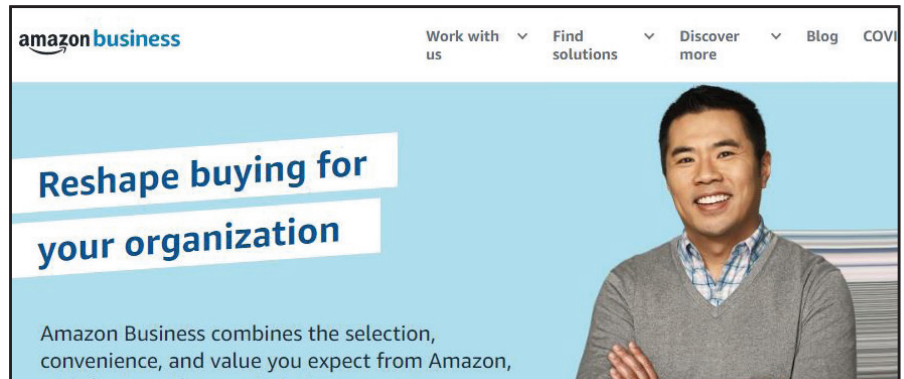 amazon business
Work with us
Find solutions
Discover more
Blog
COVI
Reshape buying for
your organization
Amazon Business combines the selection,
convenience, and value you expect from Amazon,